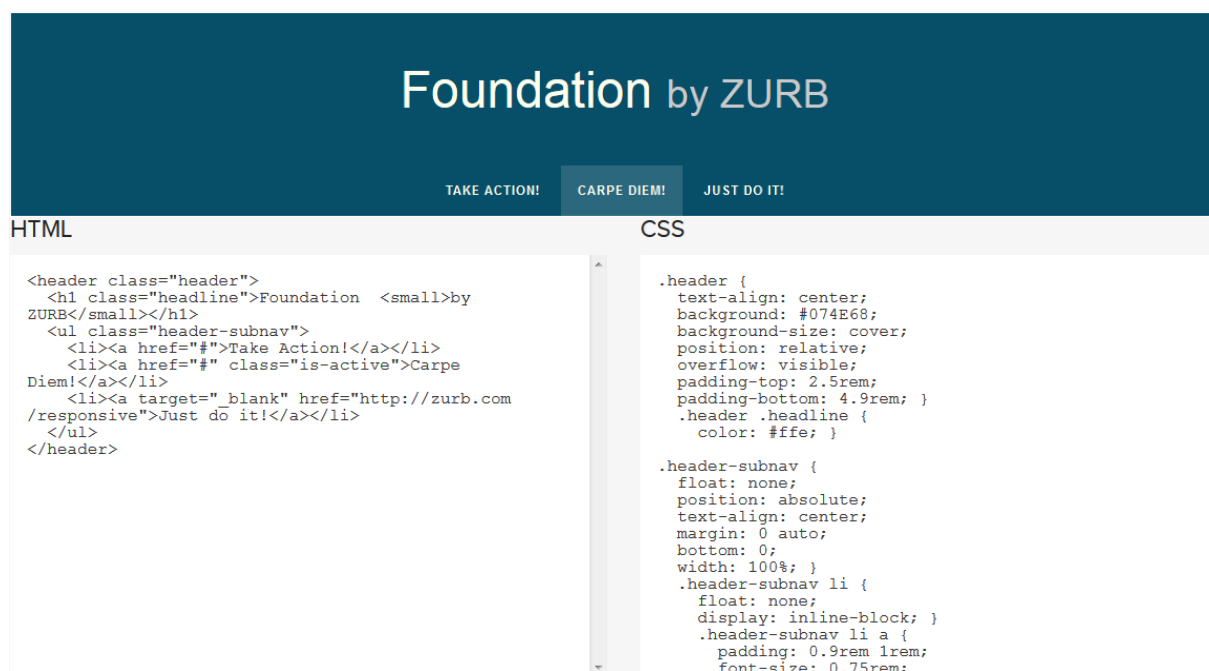 Foundation by ZURB
TAKE ACTION! CARPE DIEM! JUST DO IT!
HTML
<header class="header">
  <h1 class="headline">Foundation  <small>by
ZURB</small></h1>
  <ul class="header-subnav">
    <li><a href="#">Take Action!</a></li>
    <li><a href="#" class="is-active">Carpe
Diem!</a></li>
    <li><a target="_blank" href="http://zurb.com
/responsive">Just do it!</a></li>
  </ul>
</header>
CSS
.header {
  text-align: center;
  background: #074E68;
  background-size: cover;
  position: relative;
  overflow: visible;
  padding-top: 2.5rem;
  padding-bottom: 4.9rem; }
  .header .headline {
    color: #ffe; }

.header-subnav {
  float: none;
  position: absolute;
  text-align: center;
  margin: 0 auto;
  bottom: 0;
  width: 100%; }
  .header-subnav li {
    float: none;
    display: inline-block; }
    .header-subnav li a {
      padding: 0.9rem 1rem;
      font-size: 0.75rem;